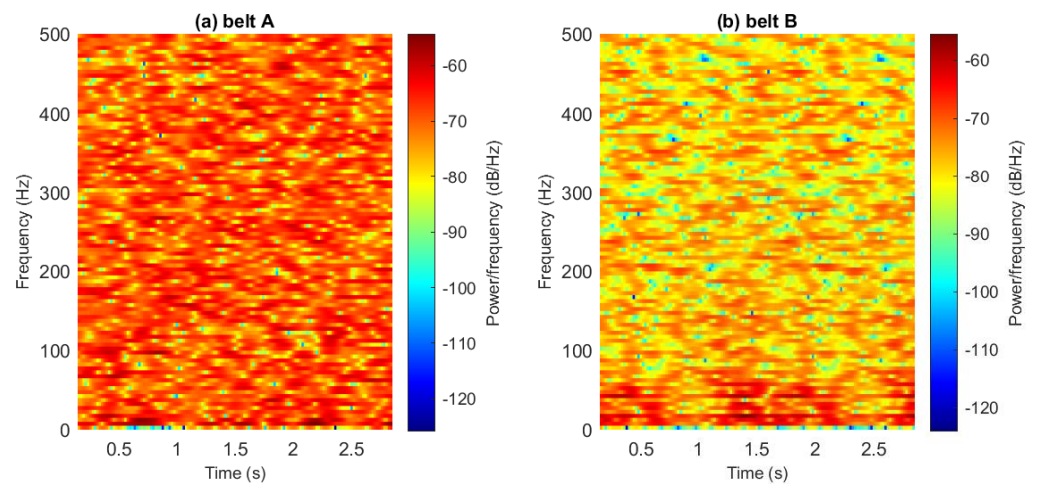 (a) belt A
500
400
300
200
100
0
Frequency (Hz)
0.5 1 1.5 2 2.5
Time (s)
-60
-70
-80
-90
-100
-110
-120
Power/frequency (dB/Hz)
(b) belt B
500
400
300
200
100
0
Frequency (Hz)
0.5 1 1.5 2 2.5
Time (s)
-60
-70
-80
-90
-100
-110
-120
Power/frequency (dB/Hz)